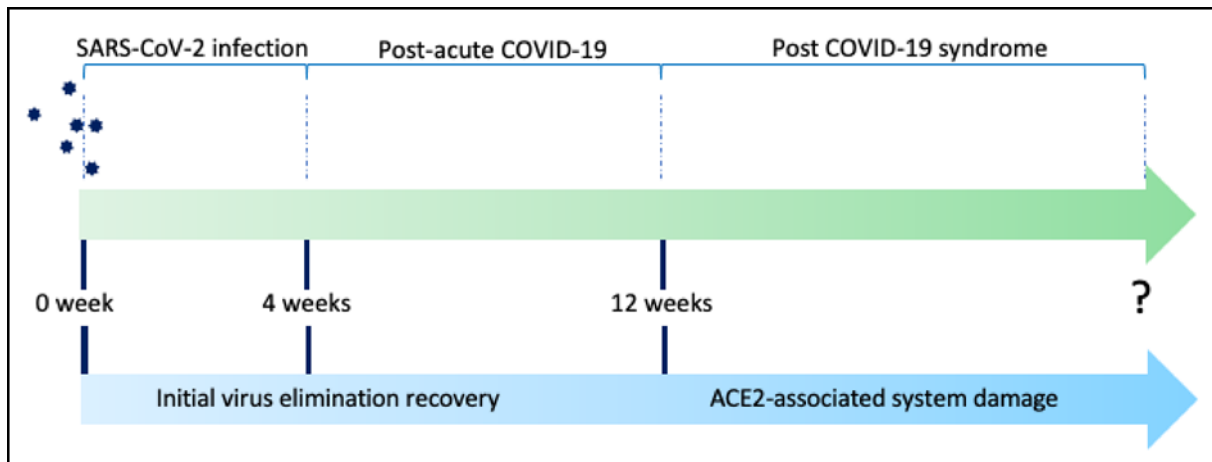 SARS-CoV-2 infection
Post-acute COVID-19
Post COVID-19 syndrome
0 week
4 weeks
12 weeks
?
Initial virus elimination recovery
ACE2-associated system damage